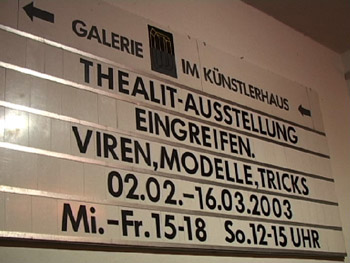 GALERIE IM KÜNSTLERHAUS
THEALIT-AUSSTELLUNG
EINGREIFEN.
VIREN,MODELLE,TRICKS
02.02.–16.03.2003
Mi.–Fr.15-18 So.12-15 UHR